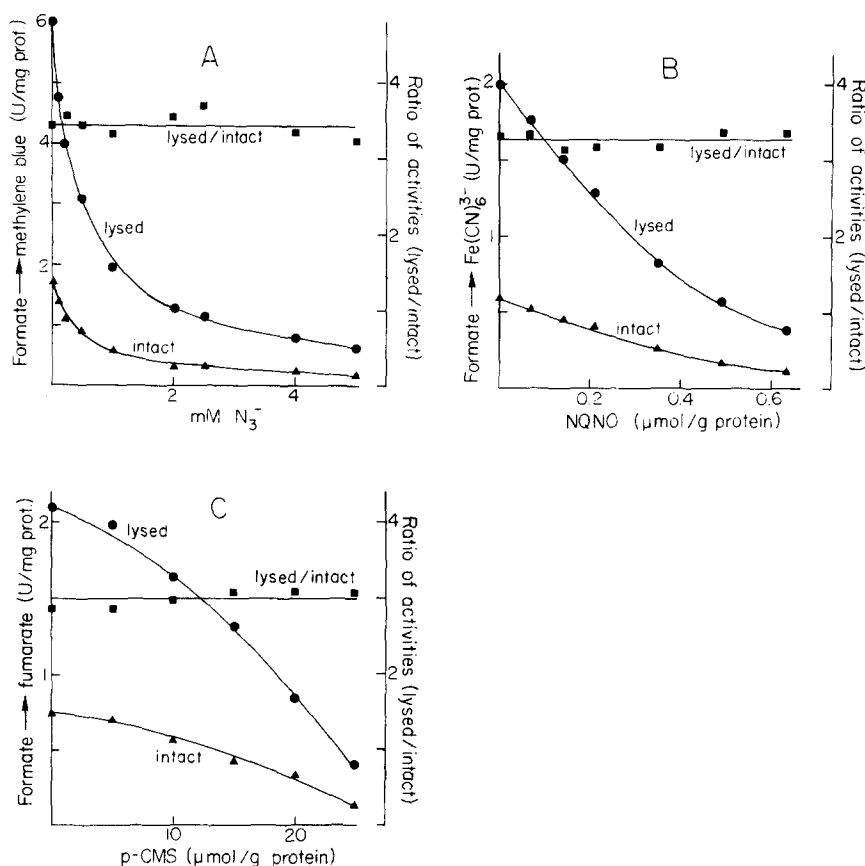 A
Formate → methylene blue (U/mg prot.)
6
4
2
4
2
Ratio of activities (lysed/intact)
lysed/intact
lysed
intact
2
4
mM N₃⁻
B
Formate → Fe(CN)₆³⁻ (U/mg prot.)
2
1
4
2
Ratio of activities (lysed/intact)
lysed/intact
lysed
intact
0.2
0.4
0.6
NQNO (μmol/g protein)
C
Formate → fumarate (U/mg prot.)
2
1
4
2
Ratio of activities (lysed/intact)
lysed
lysed/intact
intact
10
20
p-CMS (μmol/g protein)